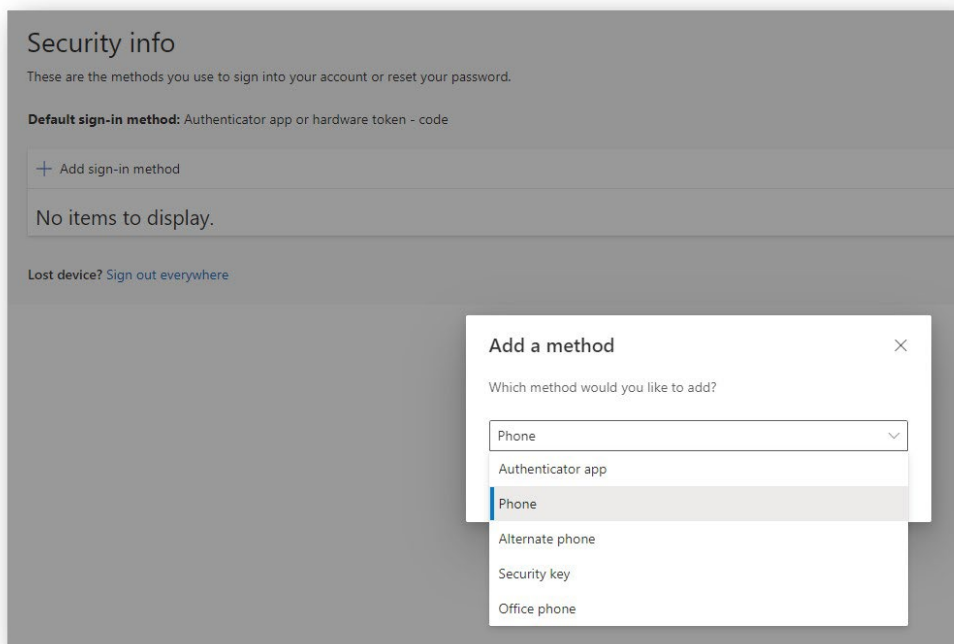 Security info
These are the methods you use to sign into your account or reset your password.
Default sign-in method: Authenticator app or hardware token - code
+ Add sign-in method
No items to display.
Lost device? Sign out everywhere
Add a method
Which method would you like to add?
Phone
Authenticator app
Phone
Alternate phone
Security key
Office phone